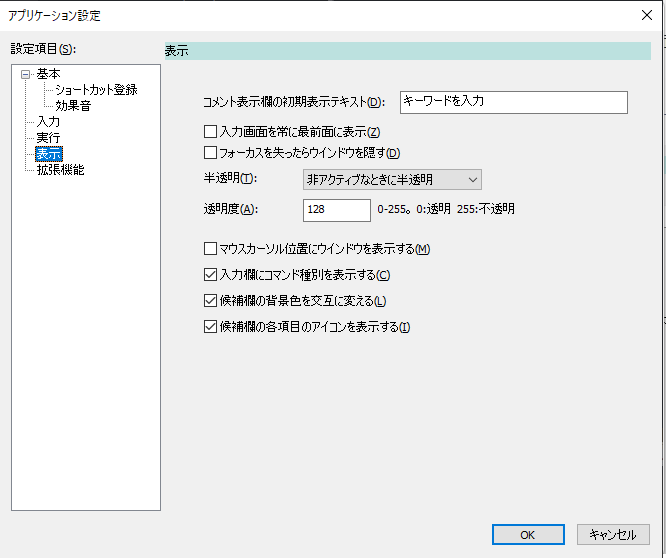 アプリケーション設定
設定項目(S):
基本
ショートカット登録
効果音
入力
実行
表示
拡張機能
表示
コメント表示欄の初期表示テキスト(D): キーワードを入力
入力画面を常に最前面に表示(Z)
フォーカスを失ったらウインドウを隠す(D)
半透明(T): 非アクティブなときに半透明
透明度(A): 128 0-255。0:透明 255:不透明
マウスカーソル位置にウインドウを表示する(M)
入力欄にコマンド種別を表示する(C)
候補欄の背景色を交互に変える(L)
候補欄の各項目のアイコンを表示する(I)
OK キャンセル